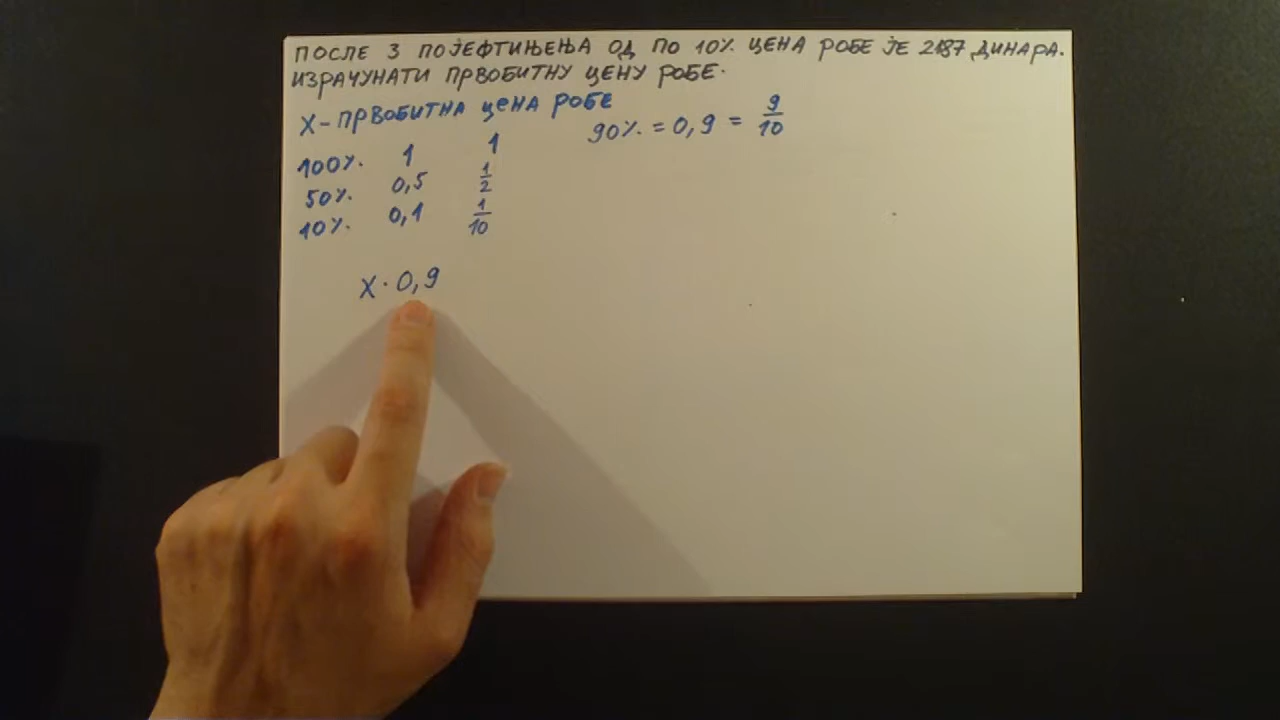 ПОСЛЕ 3 ПОЈЕФТИЊЕЊА ОД ПО 10% ЦЕНА РОБЕ ЈЕ 2187 ДИНАРА.
ИЗРАЧУНАТИ ПРВОБИТНУ ЦЕНУ РОБЕ.
X – ПРВОБИТНА ЦЕНА РОБЕ
90% = 0,9 = 9/10
100% 1 1
50% 0,5 1/2
10% 0,1 1/10
X · 0,9